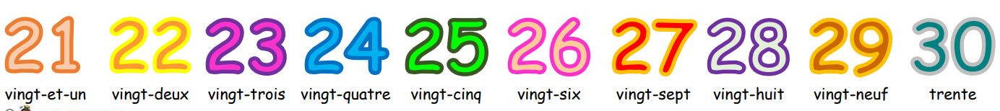 21 22 23 24 25 26 27 28 29 30
vingt-et-un vingt-deux vingt-trois vingt-quatre vingt-cinq vingt-six vingt-sept vingt-huit vingt-neuf trente